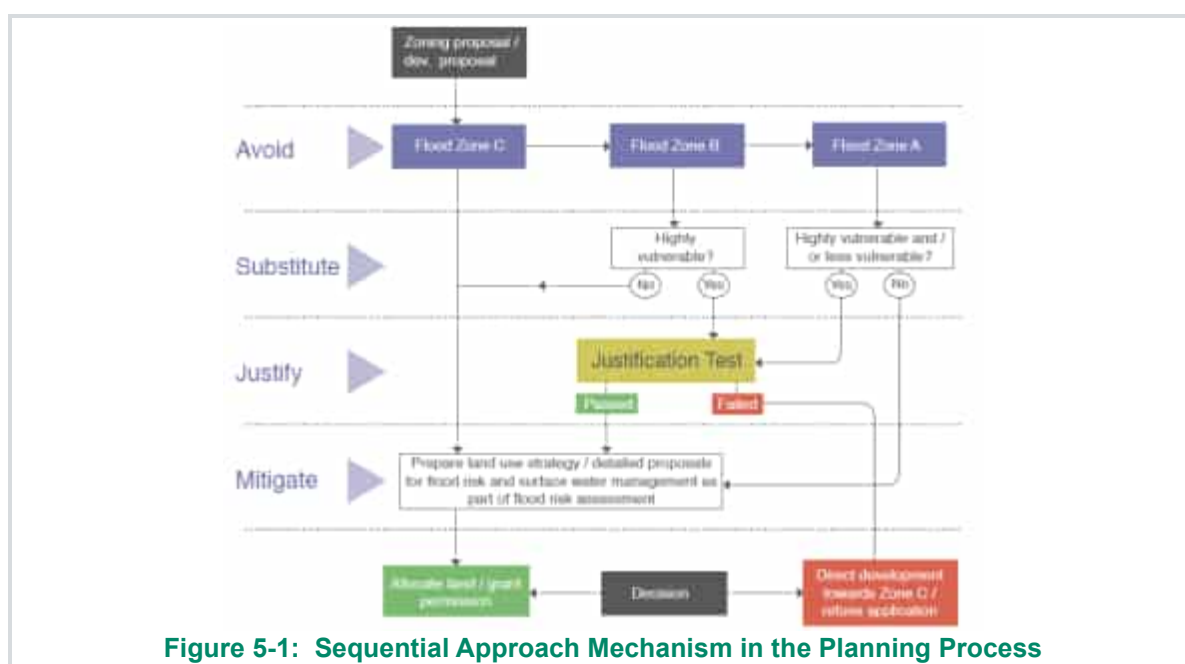 Zoning proposal /
dev. proposal
Avoid
Flood Zone C
Flood Zone B
Flood Zone A
Substitute
Highly
vulnerable?
Highly vulnerable and /
or less vulnerable?
No
Yes
Yes
No
Justify
Justification Test
Passed
Failed
Mitigate
Prepare land use strategy / detailed proposals
for flood risk and surface water management as
part of flood risk assessment
Allocate land / grant
permission
Decision
Direct development
towards Zone C /
refuse application
Figure 5-1: Sequential Approach Mechanism in the Planning Process